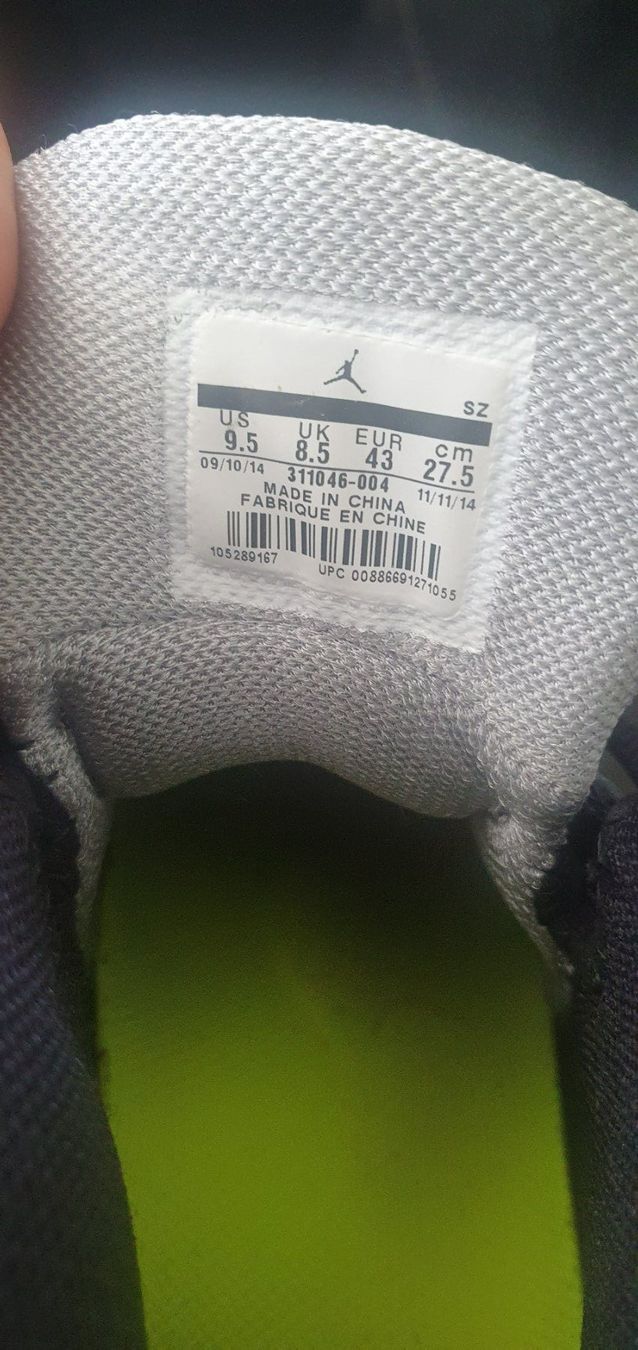 SZ
US UK EUR cm
9.5 8.5 43 27.5
09/10/14 311046-004 11/11/14
MADE IN CHINA
FABRIQUE EN CHINE
105289167 UPC 00886691271055